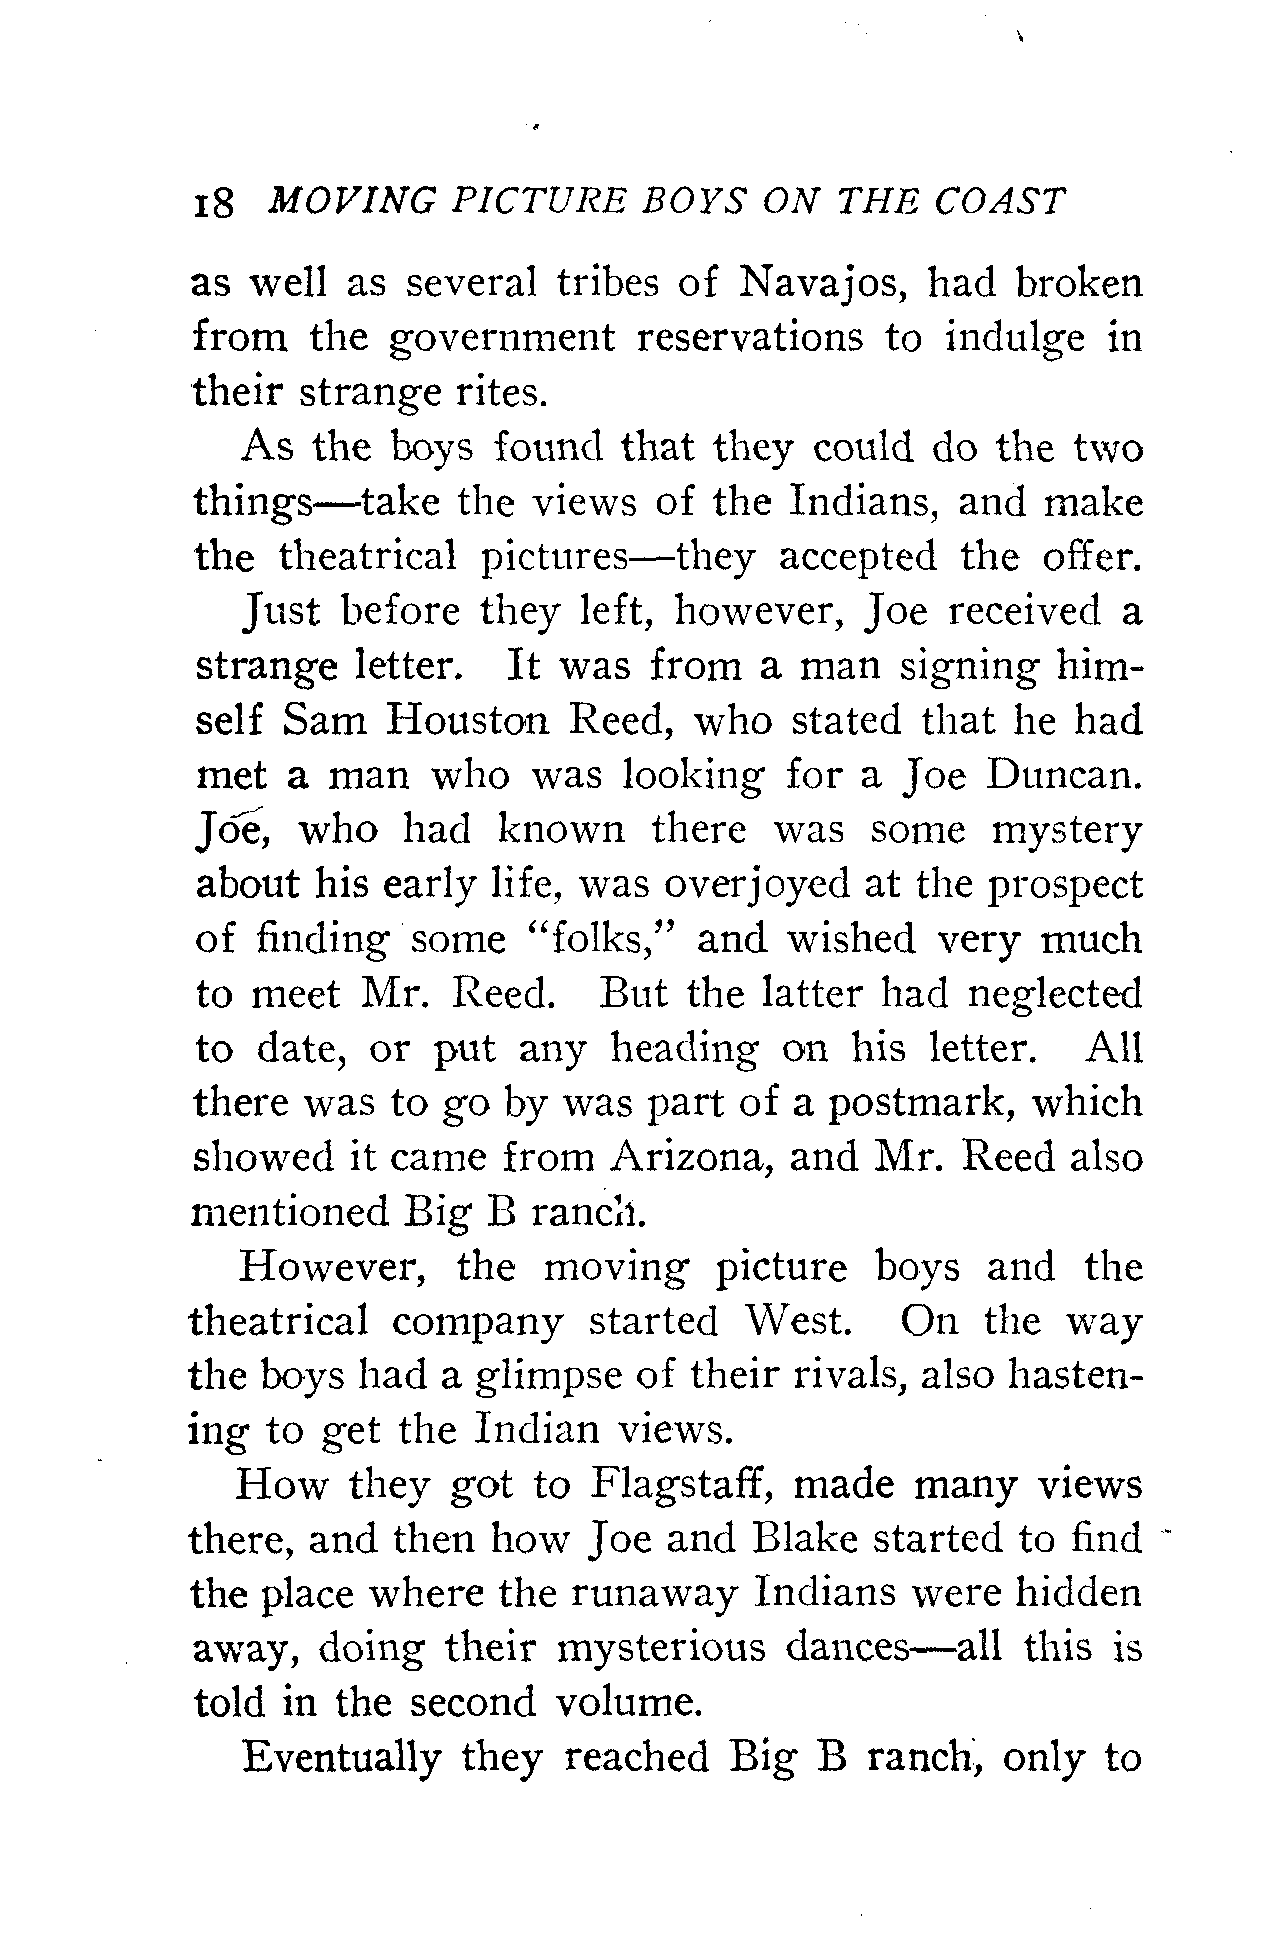 18 MOVING PICTURE BOYS ON THE COAST
as well as several tribes of Navajos, had broken
from the government reservations to indulge in
their strange rites.
As the boys found that they could do the two
things—take the views of the Indians, and make
the theatrical pictures—they accepted the offer.
Just before they left, however, Joe received a
strange letter. It was from a man signing him-
self Sam Houston Reed, who stated that he had
met a man who was looking for a Joe Duncan.
Joe, who had known there was some mystery
about his early life, was overjoyed at the prospect
of finding some “folks,” and wished very much
to meet Mr. Reed. But the latter had neglected
to date, or put any heading on his letter. All
there was to go by was part of a postmark, which
showed it came from Arizona, and Mr. Reed also
mentioned Big B ranch.
However, the moving picture boys and the
theatrical company started West. On the way
the boys had a glimpse of their rivals, also hasten-
ing to get the Indian views.
How they got to Flagstaff, made many views
there, and then how Joe and Blake started to find
the place where the runaway Indians were hidden
away, doing their mysterious dances—all this is
told in the second volume.
Eventually they reached Big B ranch, only to